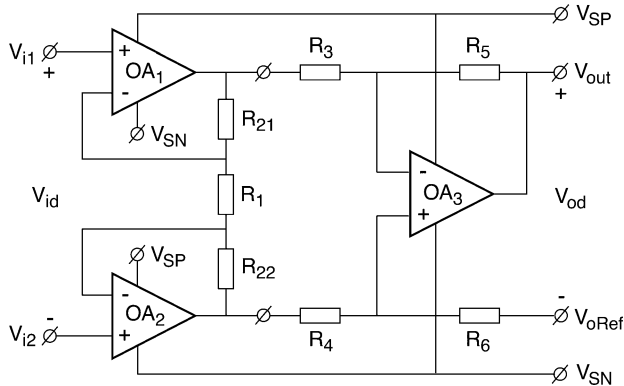 V_SP
V_i1
+
+
-
OA_1
R_3
R_5
V_out
+
R_21
V_SN
V_id
R_1
-
+
OA_3
V_od
V_SP
R_22
-
V_i2
-
+
OA_2
R_4
R_6
-
V_oRef
V_SN